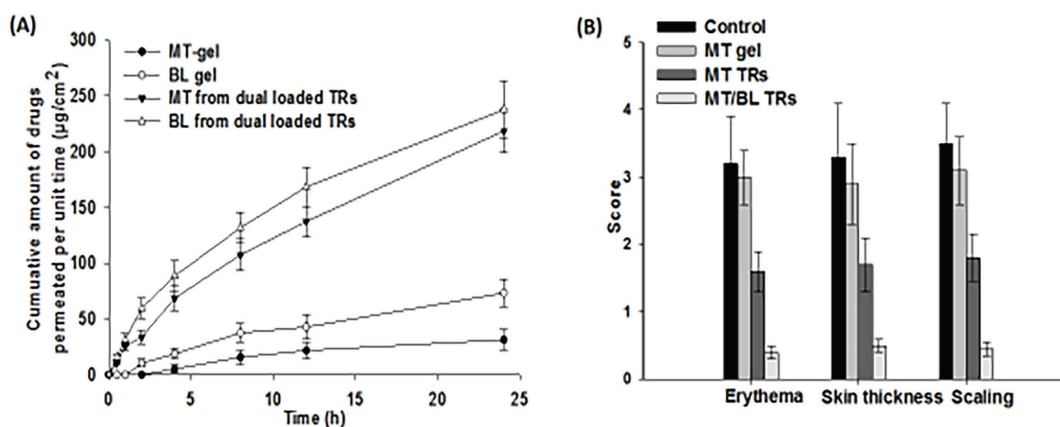 (A)
Cumuative amount of drugs
permeated per unit time (µg/cm²)
300
250
200
150
100
50
0
0 5 10 15 20 25
Time (h)
MT-gel
BL gel
MT from dual loaded TRs
BL from dual loaded TRs
(B)
Control
MT gel
MT TRs
MT/BL TRs
Score
5
4
3
2
1
0
Erythema Skin thickness Scaling